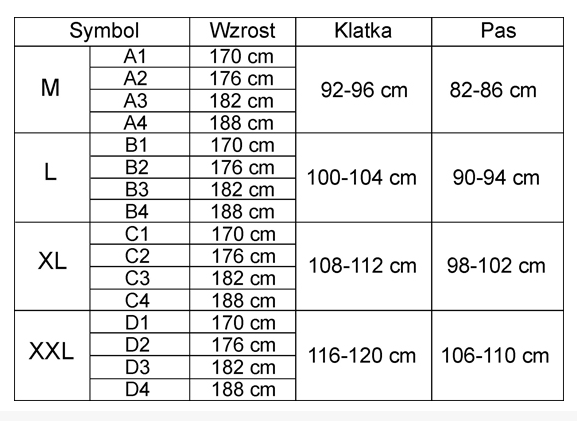 Symbol Wzrost Klatka Pas
M A1 170 cm 92-96 cm 82-86 cm
A2 176 cm
A3 182 cm
A4 188 cm
L B1 170 cm 100-104 cm 90-94 cm
B2 176 cm
B3 182 cm
B4 188 cm
XL C1 170 cm 108-112 cm 98-102 cm
C2 176 cm
C3 182 cm
C4 188 cm
XXL D1 170 cm 116-120 cm 106-110 cm
D2 176 cm
D3 182 cm
D4 188 cm